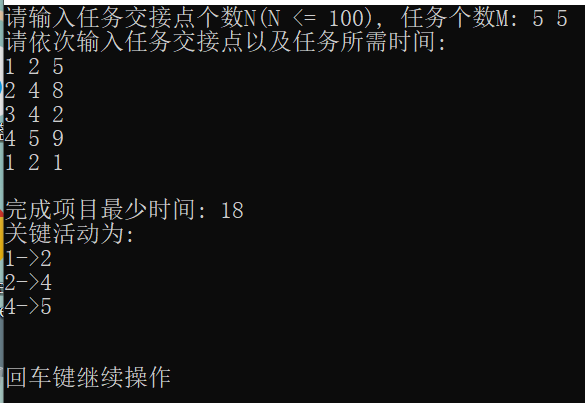 请输入任务交接点个数N(N <= 100), 任务个数M: 5 5
请依次输入任务交接点以及任务所需时间:
1 2 5
2 4 8
3 4 2
4 5 9
1 2 1
完成项目最少时间: 18
关键活动为:
1->2
2->4
4->5
回车键继续操作